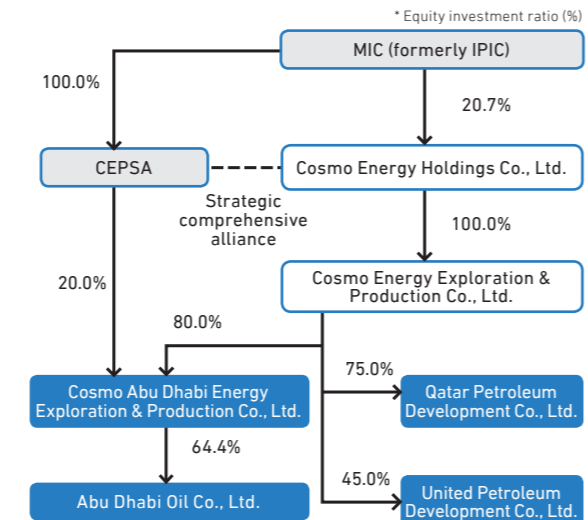 * Equity investment ratio (%)
MIC (formerly IPIC)
100.0%
20.7%
CEPSA
Cosmo Energy Holdings Co., Ltd.
Strategic
comprehensive
alliance
100.0%
Cosmo Energy Exploration &
Production Co., Ltd.
20.0%
80.0%
75.0%
Cosmo Abu Dhabi Energy
Exploration & Production Co., Ltd.
Qatar Petroleum
Development Co., Ltd.
64.4%
45.0%
Abu Dhabi Oil Co., Ltd.
United Petroleum
Development Co., Ltd.